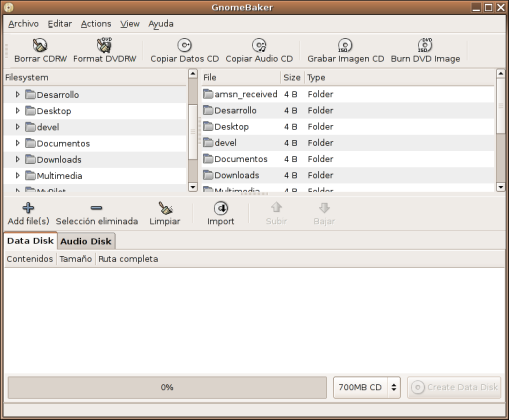 GnomeBaker
Archivo Editar Actions View Ayuda
Borrar CDRW Format DVDRW Copiar Datos CD Copiar Audio CD Grabar Imagen CD Burn DVD Image
Filesystem File Size Type
Desarrollo amsn_received 4 B Folder
Desktop Desarrollo 4 B Folder
devel Desktop 4 B Folder
Documentos devel 4 B Folder
Downloads Documentos 4 B Folder
Multimedia Downloads 4 B Folder
MyPilot Multimedia 4 B Folder
Add file(s) Selección eliminada Limpiar Import Subir Bajar
Data Disk Audio Disk
Contenidos Tamaño Ruta completa
0% 700MB CD Create Data Disk